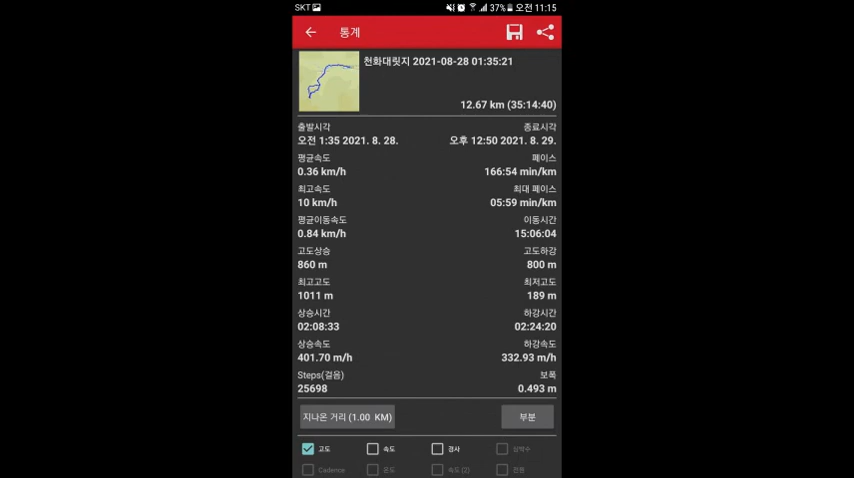 SKT 37% 오전 11:15
통계
천화대릿지 2021-08-28 01:35:21
12.67 km (35:14:40)
출발시각 종료시각
오전 1:35 2021. 8. 28. 오후 12:50 2021. 8. 29.
평균속도 페이스
0.36 km/h 166:54 min/km
최고속도 최대 페이스
10 km/h 05:59 min/km
평균이동속도 이동시간
0.84 km/h 15:06:04
고도상승 고도하강
860 m 800 m
최고고도 최저고도
1011 m 189 m
상승시간 하강시간
02:08:33 02:24:20
상승속도 하강속도
401.70 m/h 332.93 m/h
Steps(걸음) 보폭
25698 0.493 m
지나온 거리 (1.00 KM) 부분
고도 속도 경사 심박수
Cadence 온도 속도 (2) 전원